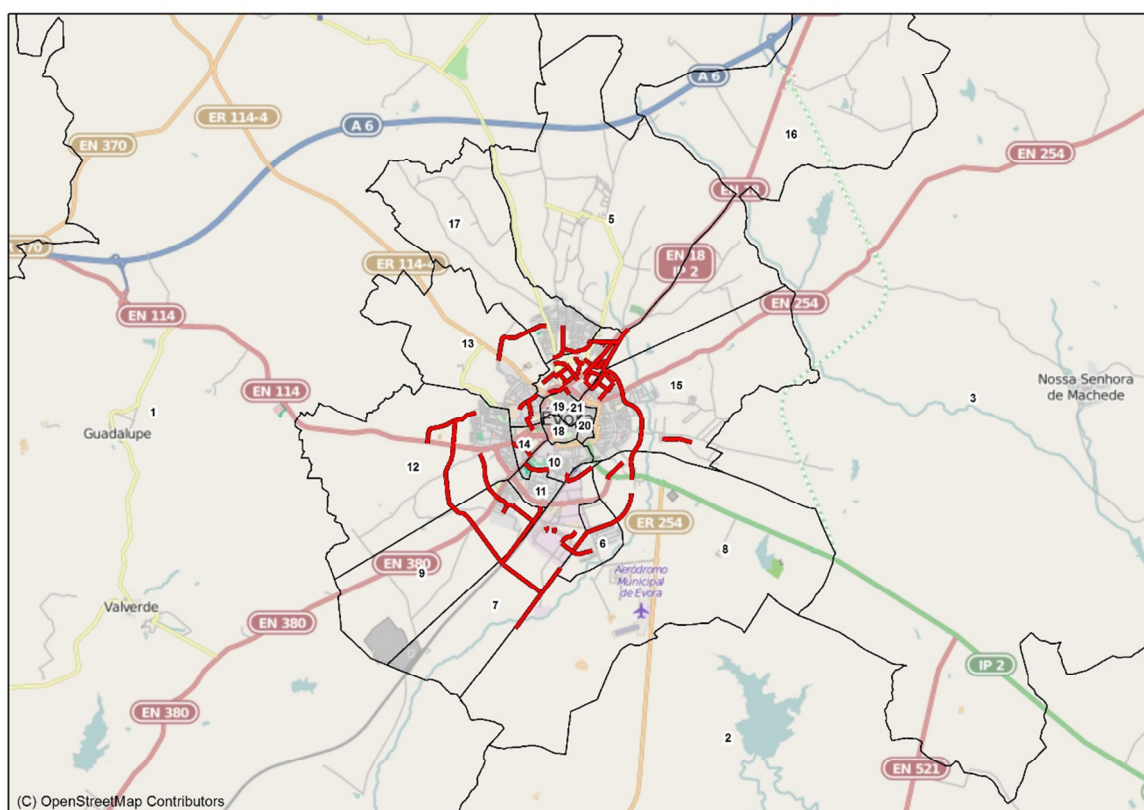 A 6
16
ER 114-4
A 6
EN 370
EN 254
EN 18
17
5
370
ER 114-4
EN 18
IP 2
EN 254
EN 114
13
15
Nossa Senhora
de Machede
3
EN 114
1
Guadalupe
19
21
20
18
14
12
10
11
ER 254
6
8
EN 380
9
Aeródromo
Municipal
de Evora
7
Valverde
EN 380
IP 2
EN 380
2
EN 521
(C) OpenStreetMap Contributors